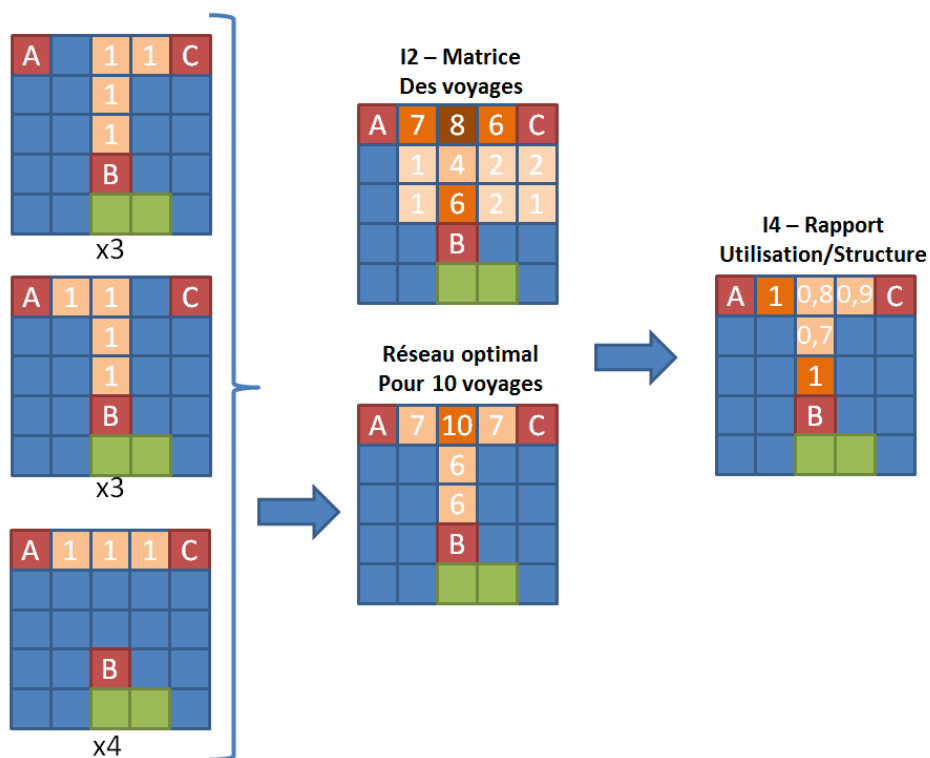 A 1 1 C
1
1
B
x3
A 1 1 C
1
1
B
x3
A 1 1 1 C
B
x4
I2 – Matrice
Des voyages
A 7 8 6 C
1 4 2 2
1 6 2 1
B
Réseau optimal
Pour 10 voyages
A 7 10 7 C
6
6
B
I4 – Rapport
Utilisation/Structure
A 1 0,8 0,9 C
0,7
1
B